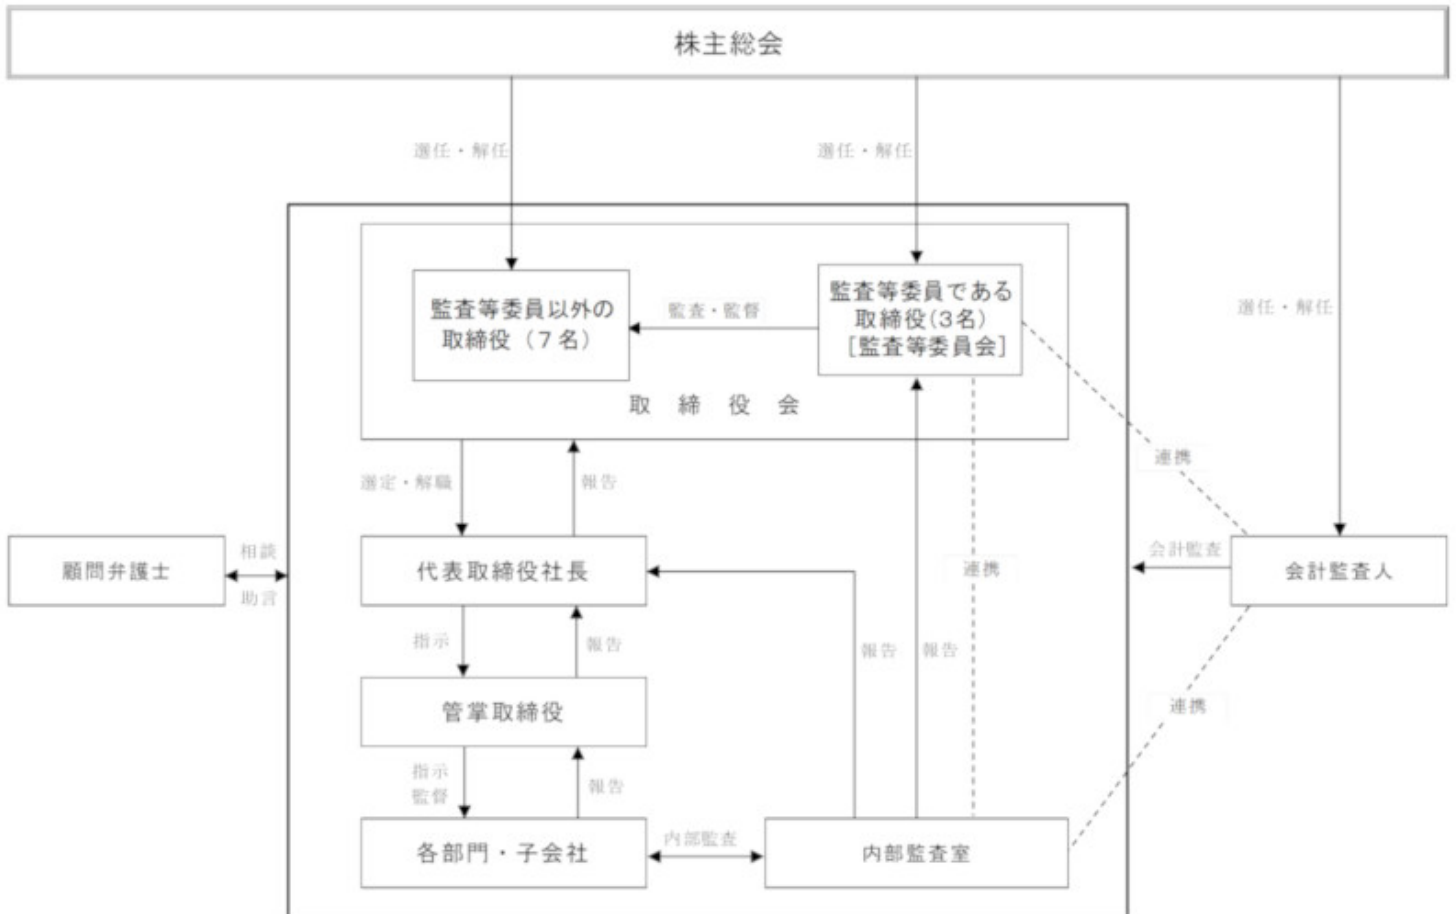 株主総会
選任・解任
選任・解任
選任・解任
監査等委員以外の
取締役（７名）
監査・監督
監査等委員である
取締役(3名)
[監査等委員会]
取締役会
連携
選定・解職
報告
顧問弁護士
相談
助言
代表取締役社長
連携
会計監査
会計監査人
指示
報告
報告
報告
管掌取締役
連携
指示
監督
報告
各部門・子会社
内部監査
内部監査室